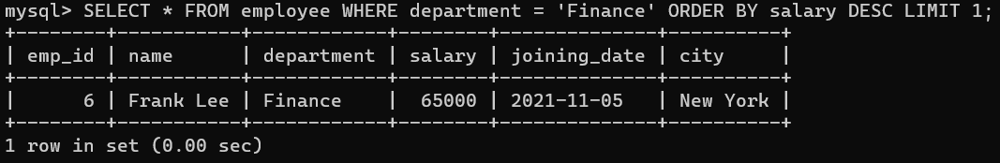 mysql> SELECT * FROM employee WHERE department = 'Finance' ORDER BY salary DESC LIMIT 1;
+--------+-----------+------------+--------+--------------+----------+
| emp_id | name      | department | salary | joining_date | city     |
+--------+-----------+------------+--------+--------------+----------+
|      6 | Frank Lee | Finance    |  65000 | 2021-11-05   | New York |
+--------+-----------+------------+--------+--------------+----------+
1 row in set (0.00 sec)